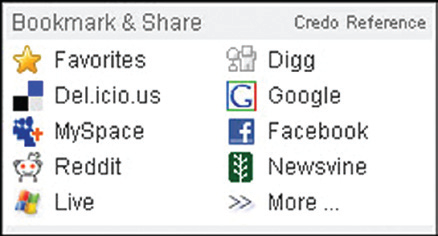 Bookmark & Share Credo Reference
Favorites Digg
Del.icio.us Google
MySpace Facebook
Reddit Newsvine
Live More ...